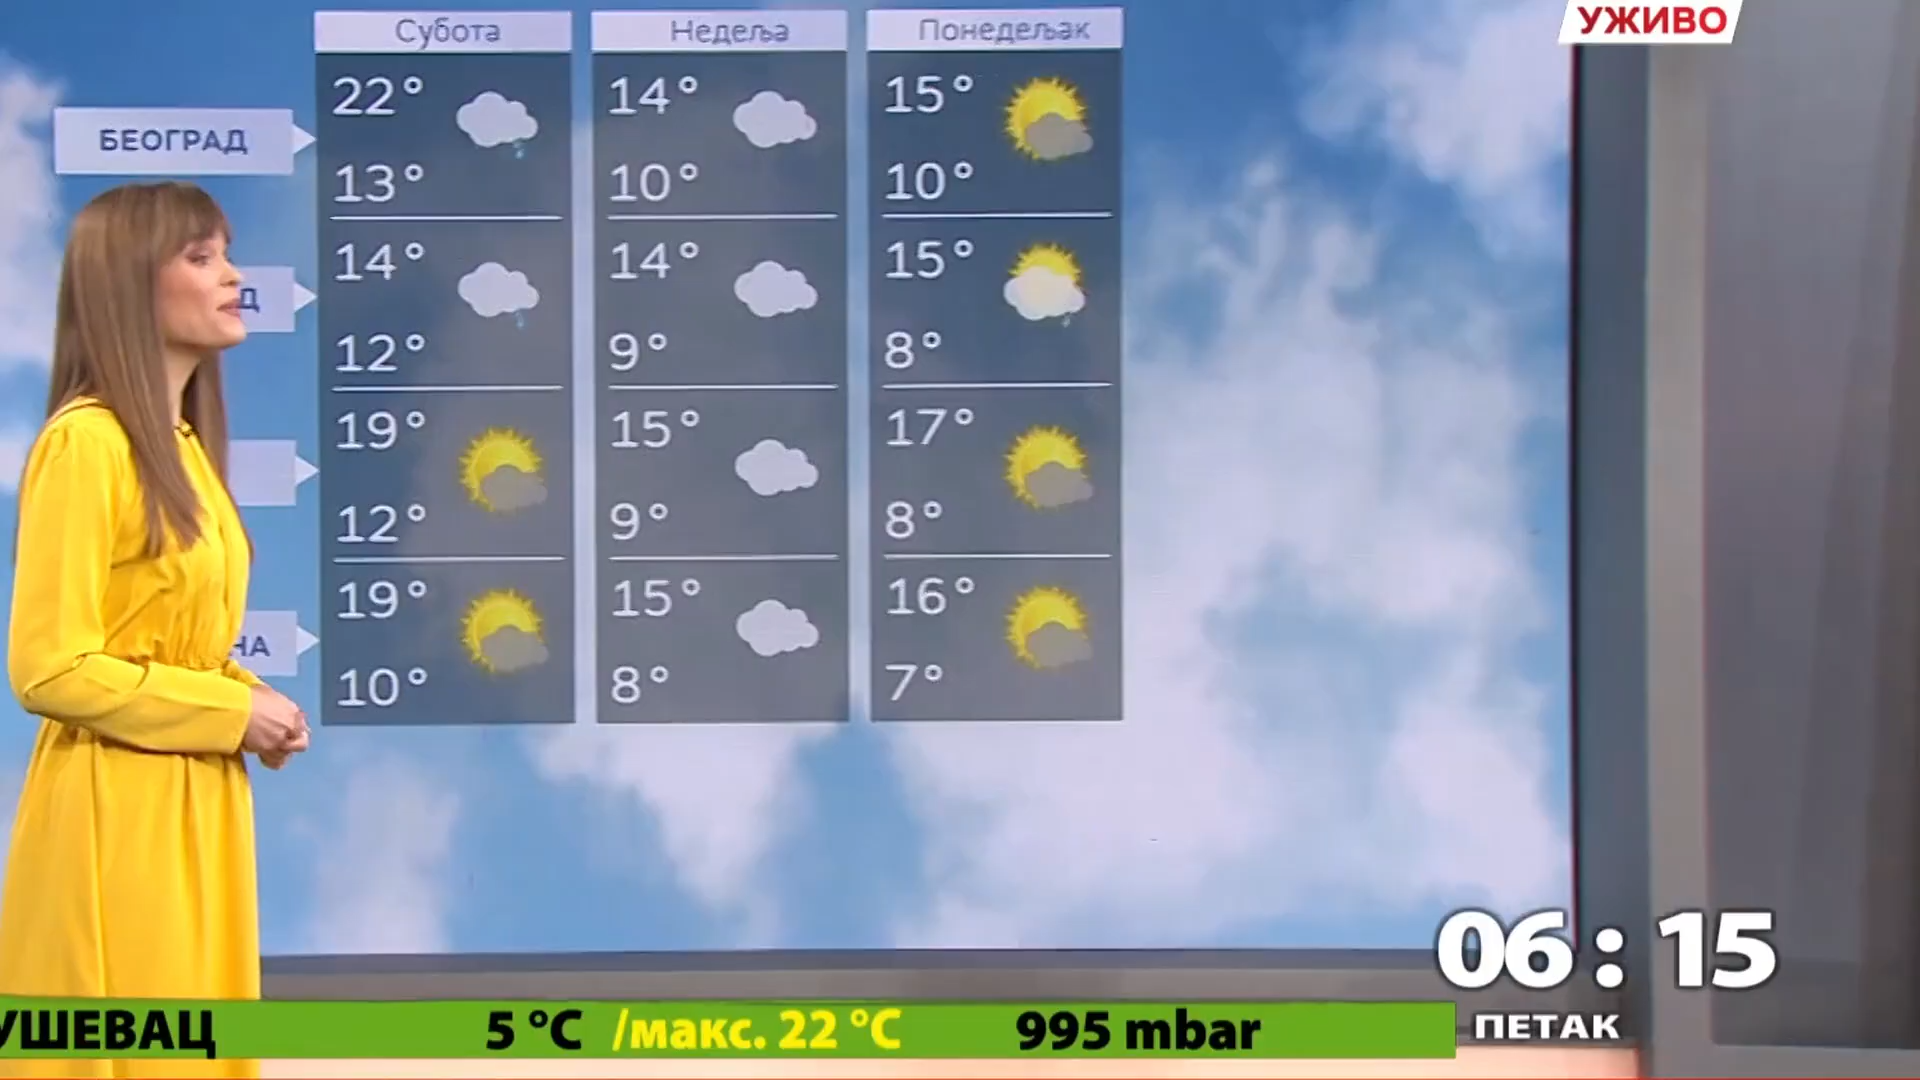 УЖИВО
Субота Недеља Понедељак
БЕОГРАД
22° 14° 15°
13° 10° 10°
14° 14° 15°
12° 9° 8°
19° 15° 17°
12° 9° 8°
19° 15° 16°
10° 8° 7°
06:15
ПЕТАК
УШЕВАЦ 5 °C /макс. 22 °C 995 mbar